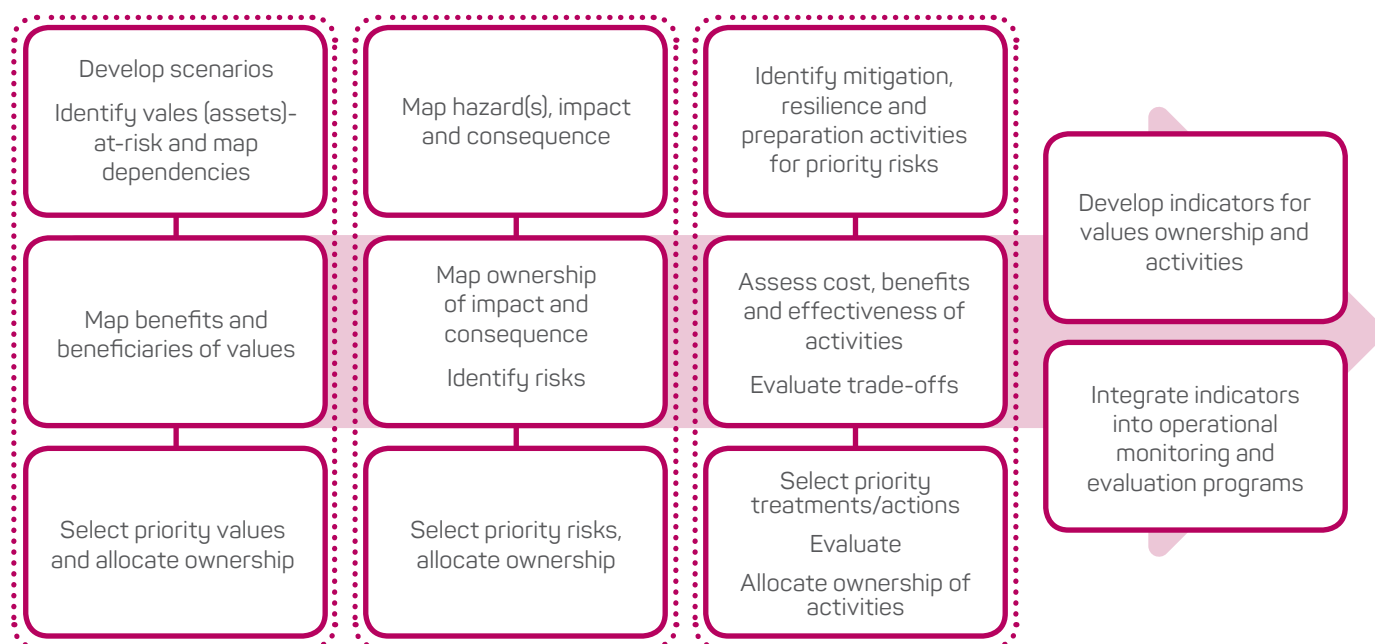 Develop scenarios
Identify vales (assets)-
at-risk and map
dependencies
Map benefits and
beneficiaries of values
Select priority values
and allocate ownership
Map hazard(s), impact
and consequence
Map ownership
of impact and
consequence
Identify risks
Select priority risks,
allocate ownership
Identify mitigation,
resilience and
preparation activities
for priority risks
Assess cost, benefits
and effectiveness of
activities
Evaluate trade-offs
Select priority
treatments/actions
Evaluate
Allocate ownership of
activities
Develop indicators for
values ownership and
activities
Integrate indicators
into operational
monitoring and
evaluation programs